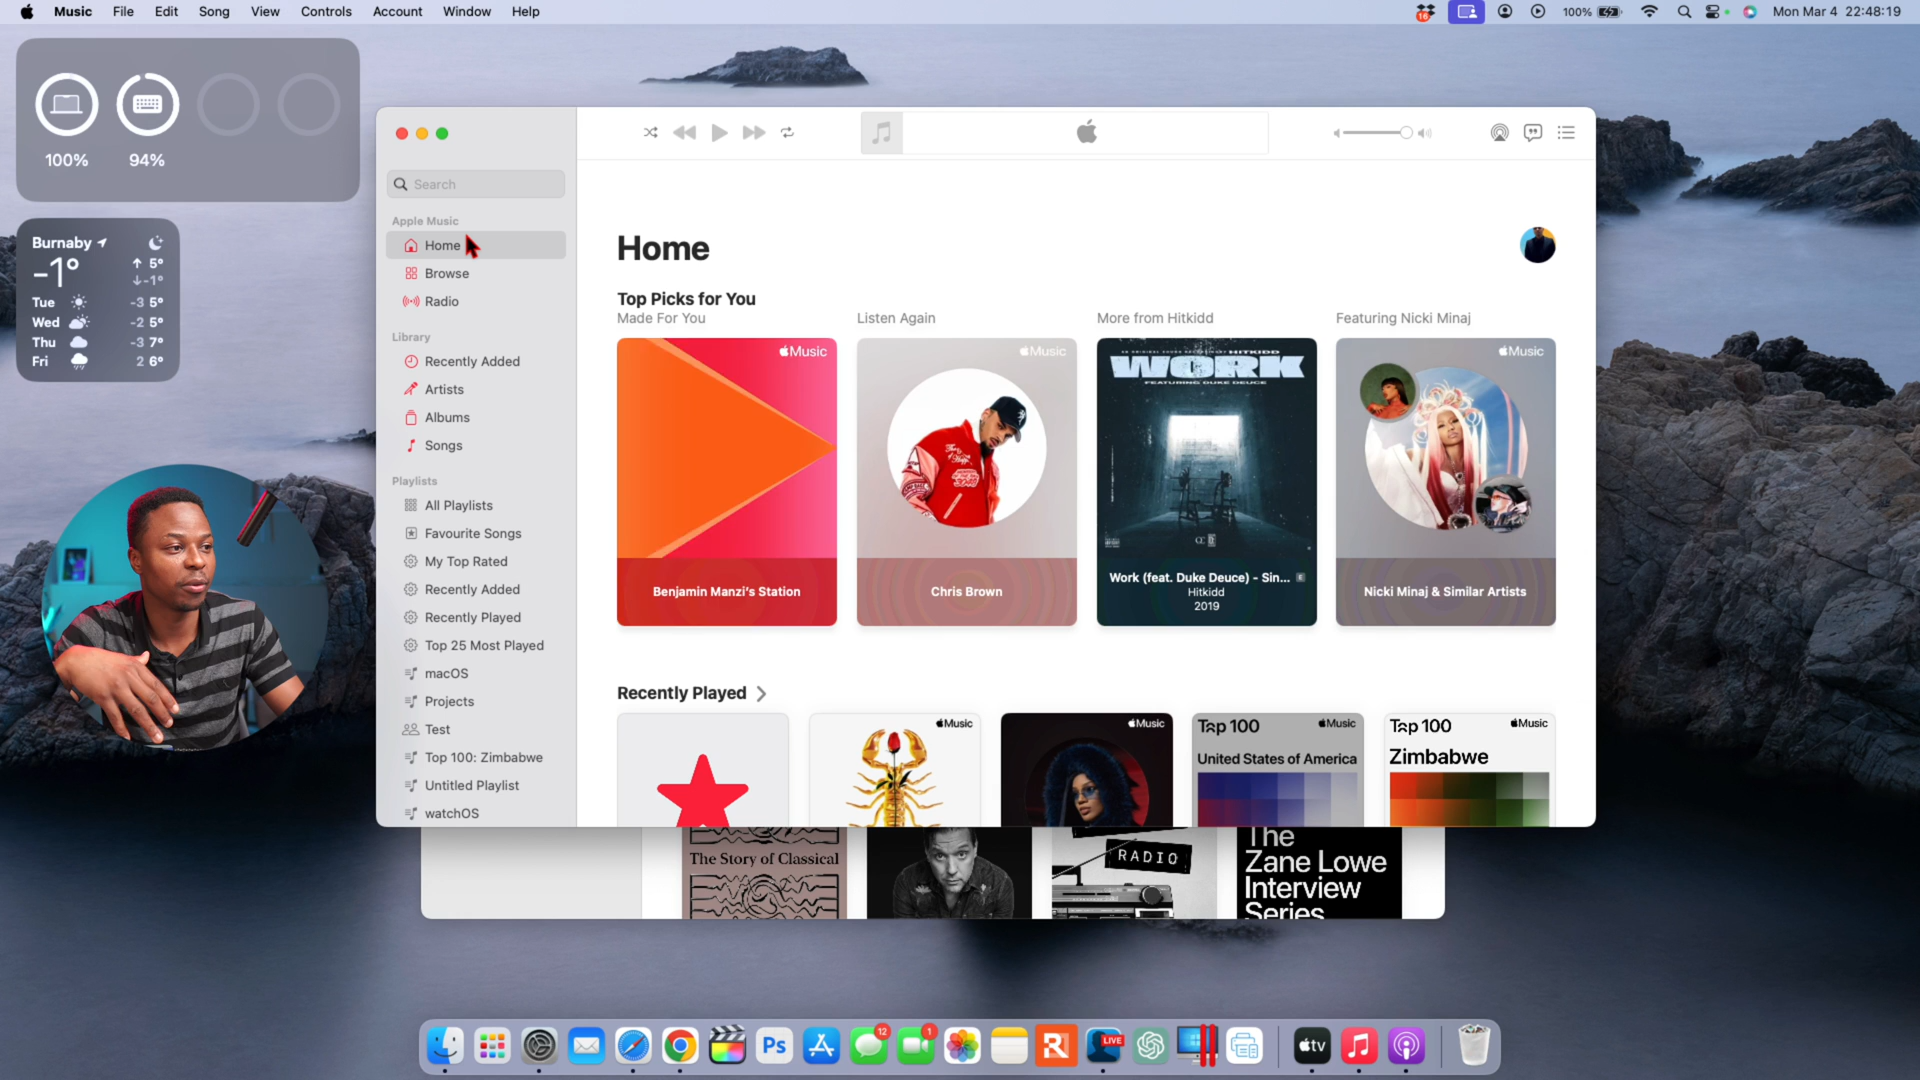 Music File Edit Song View Controls Account Window Help
16
100%
Mon Mar 4 22:48:19
100% 94%
Burnaby
-1°
5°
-1°
Tue -3 5°
Wed -2 5°
Thu -3 7°
Fri 2 6°
Search
Apple Music
Home
Browse
Radio
Library
Recently Added
Artists
Albums
Songs
Playlists
All Playlists
Favourite Songs
My Top Rated
Recently Added
Recently Played
Top 25 Most Played
macOS
Projects
Test
Top 100: Zimbabwe
Untitled Playlist
watchOS
Home
Top Picks for You
Made For You
Listen Again
More from Hitkidd
Featuring Nicki Minaj
Music
Benjamin Manzi's Station
Music
Chris Brown
WORK
FEATURING DUKE DEUCE
Work (feat. Duke Deuce) - Sin... E
Hitkidd
2019
Music
Nicki Minaj & Similar Artists
Recently Played
Music
Music
Top 100
Music
United States of America
Top 100
Music
Zimbabwe
The Story of Classical
RADIO
The
Zane Lowe
Interview
Series
Ps
12
1
LIVE
tv